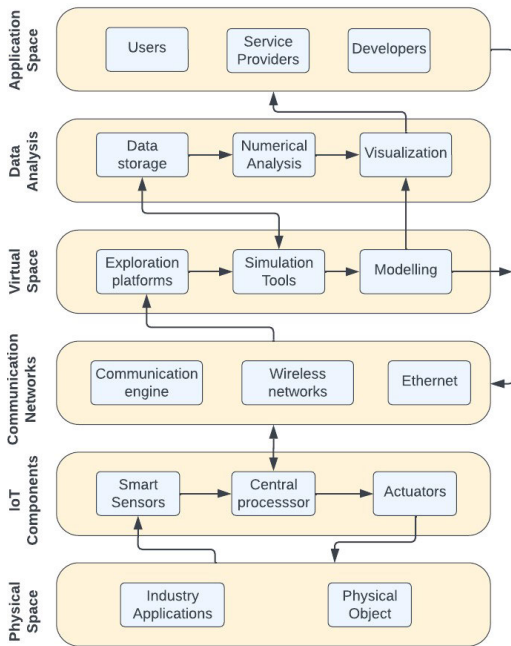 Application
Space
Users
Service
Providers
Developers
Data
Analysis
Data
storage
Numerical
Analysis
Visualization
Virtual
Space
Exploration
platforms
Simulation
Tools
Modelling
Communication
Networks
Communication
engine
Wireless
networks
Ethernet
IoT
Components
Smart
Sensors
Central
processsor
Actuators
Physical
Space
Industry
Applications
Physical
Object